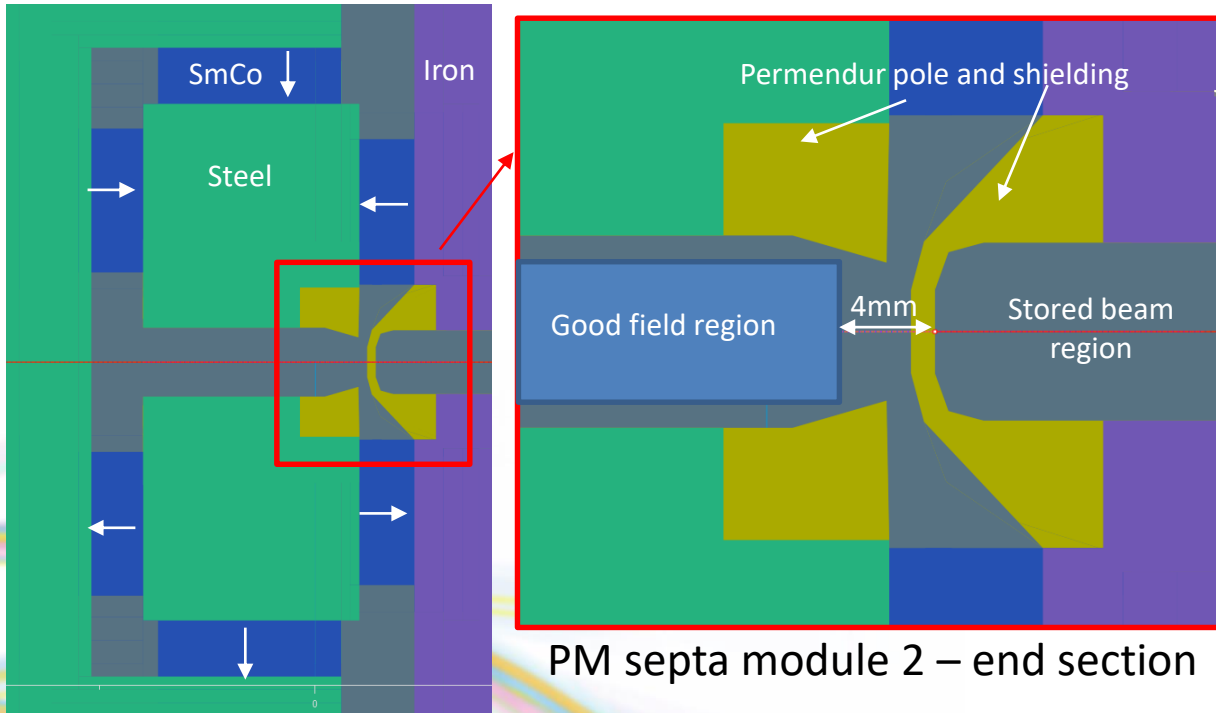 SmCo
Iron
Steel
0
Permendur pole and shielding
Good field region
4mm
Stored beam
region
PM septa module 2 – end section